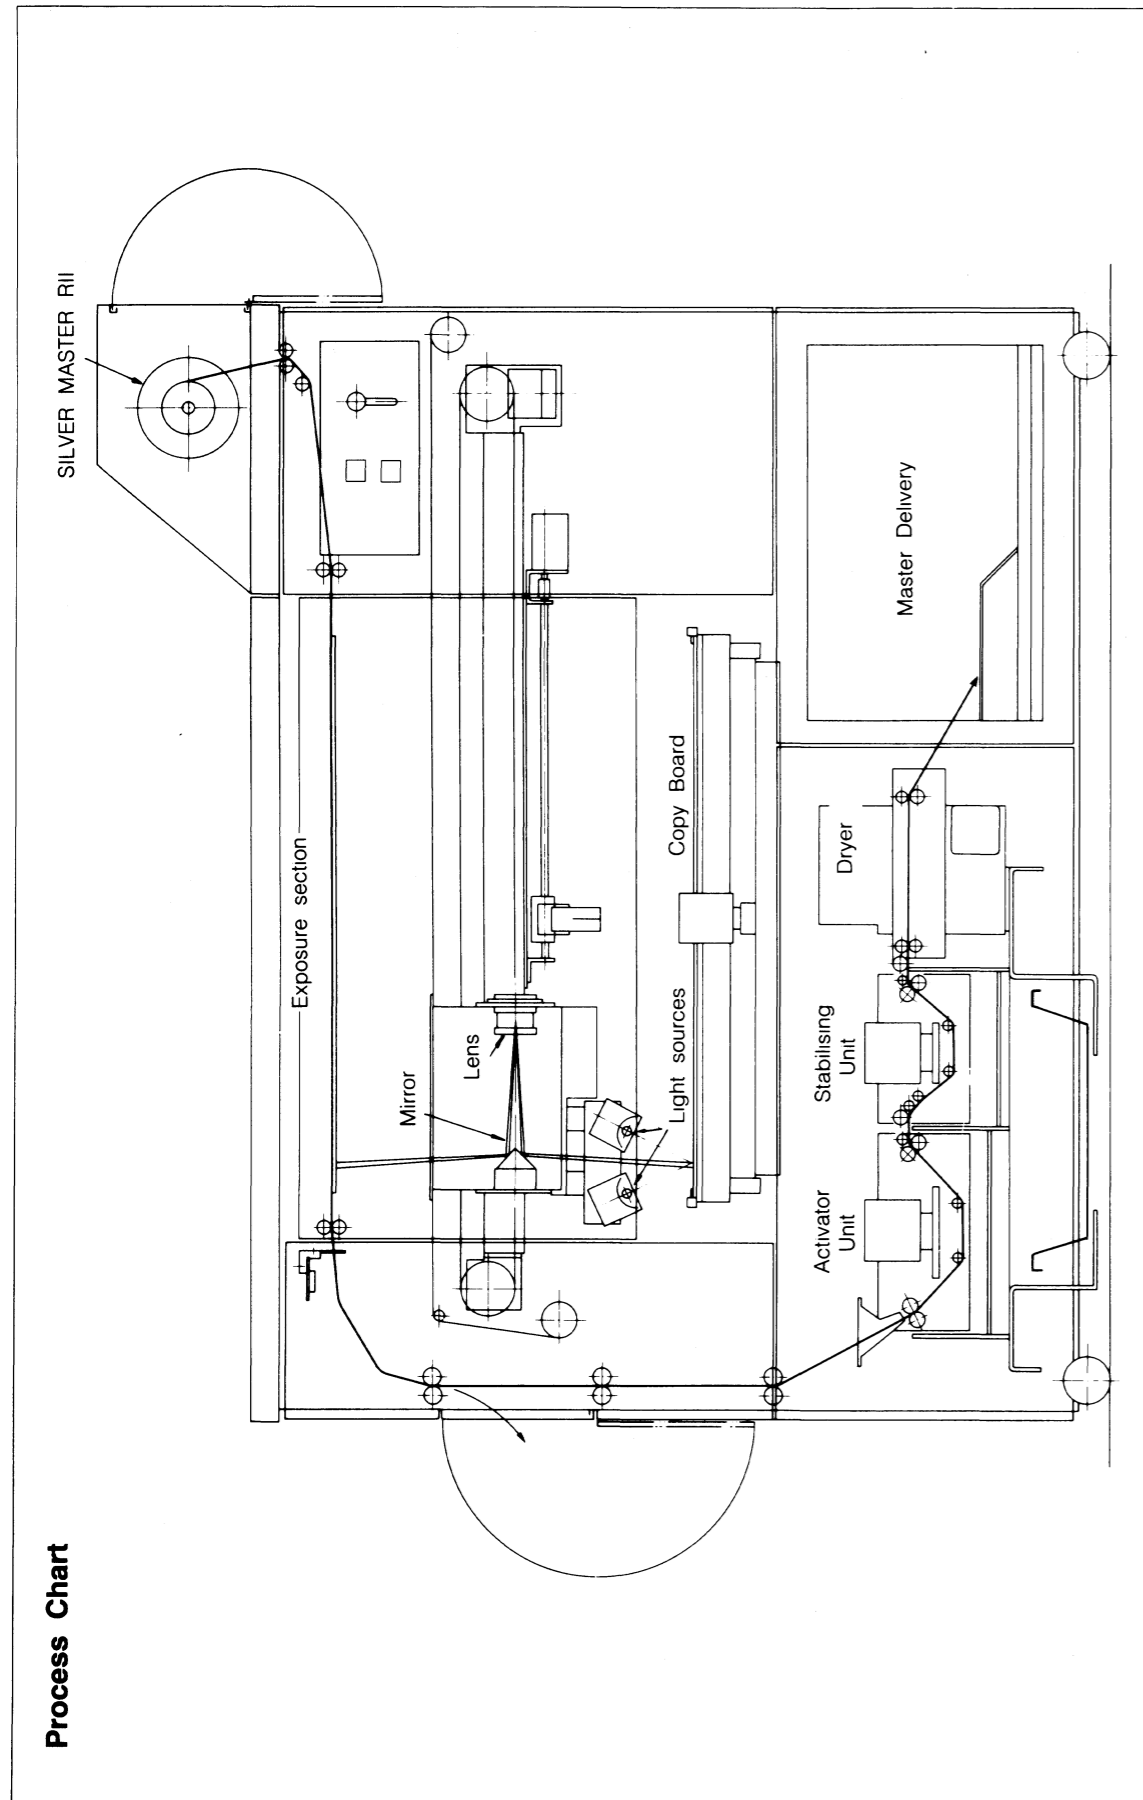 Process Chart
SILVER MASTER RII
Exposure section
Mirror
Lens
Light sources
Copy Board
Activator
Unit
Stabilising
Unit
Dryer
Master Delivery